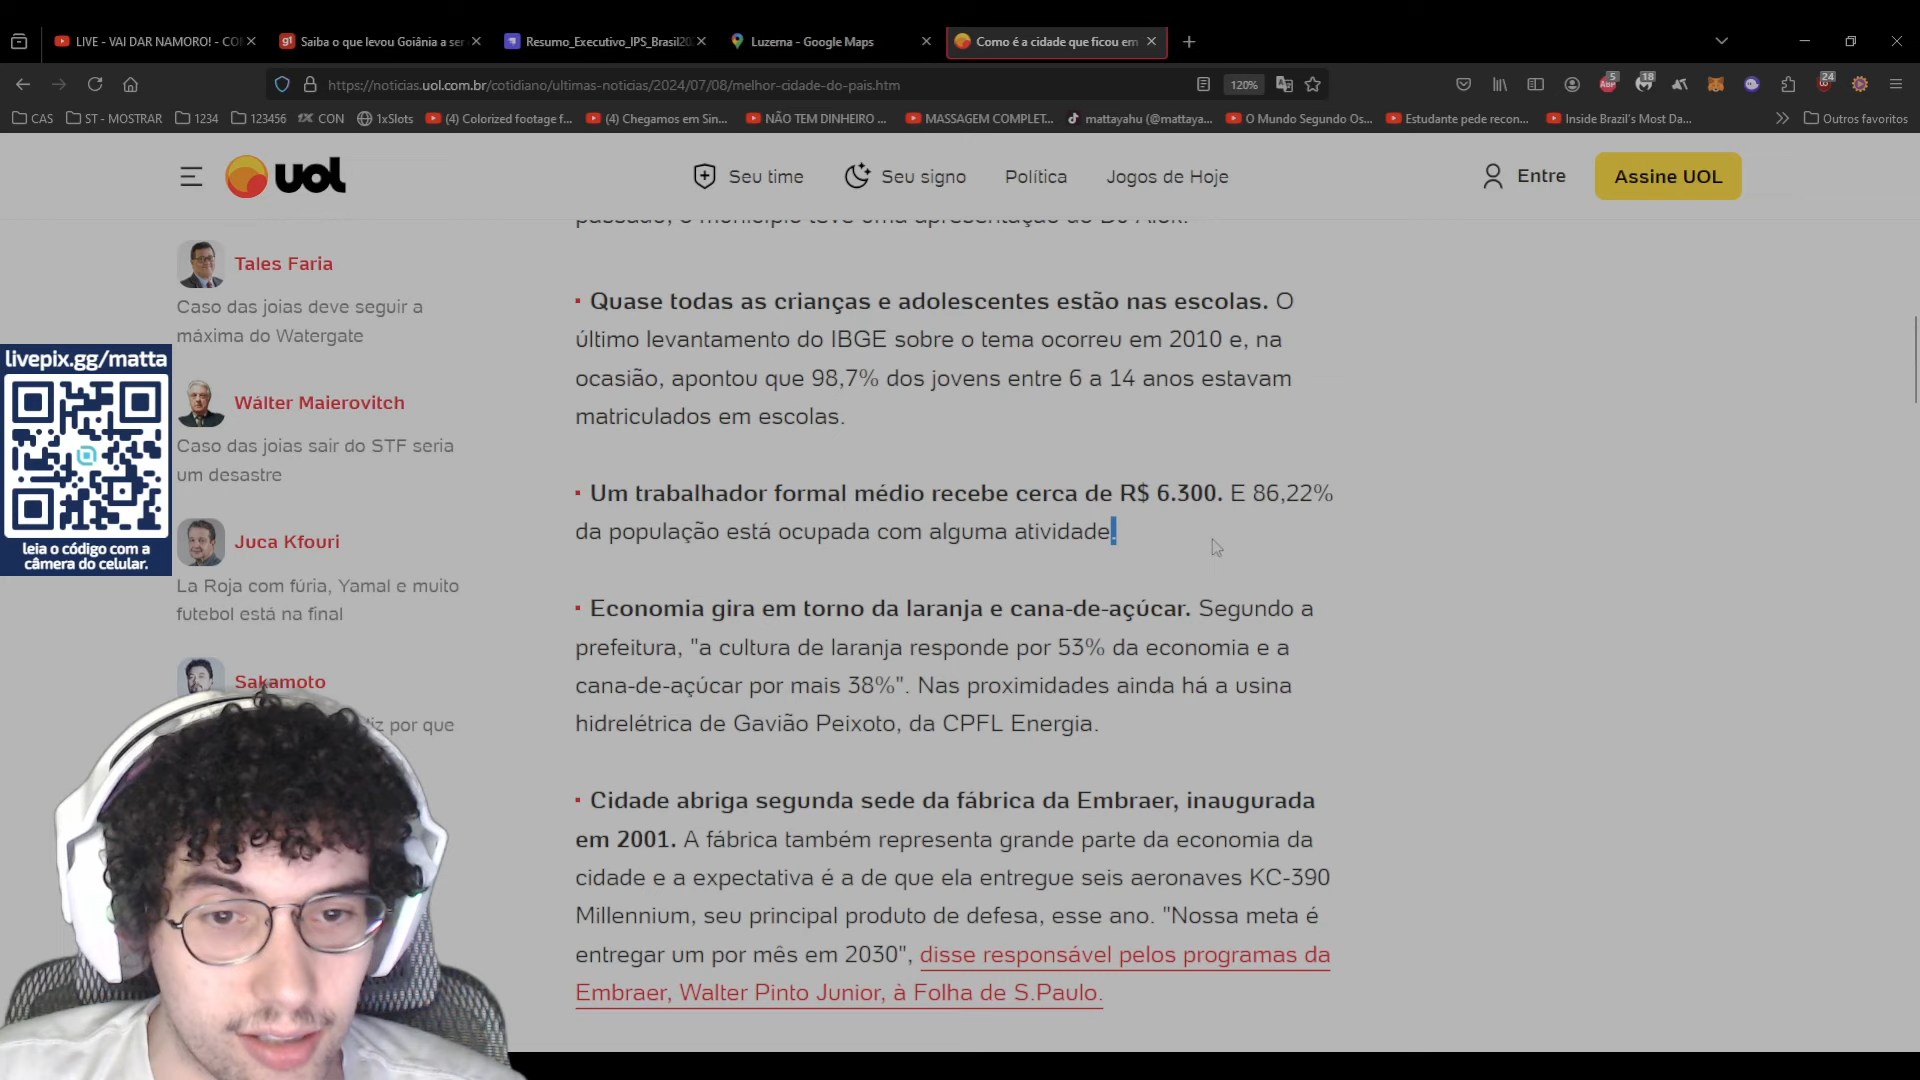 LIVE - VAI DAR NAMORO! - CO
Saiba o que levou Goiânia a ser
Resumo_Executivo_IPS_Brasil20
Luzerna - Google Maps
Como é a cidade que ficou em
https://noticias.uol.com.br/cotidiano/ultimas-noticias/2024/07/08/melhor-cidade-do-pais.htm
120%
5
18
24
CAS
ST - MOSTRAR
1234
123456
CON
1xSlots
(4) Colorized footage f...
(4) Chegamos em Sin...
NÃO TEM DINHEIRO ...
MASSAGEM COMPLET...
mattayahu (@mattaya...
O Mundo Segundo Os...
Estudante pede recon...
Inside Brazil's Most Da...
Outros favoritos
uol
Seu time
Seu signo
Política
Jogos de Hoje
Entre
Assine UOL
Tales Faria
Caso das joias deve seguir a
máxima do Watergate
livepix.gg/matta
leia o código com a
câmera do celular.
Wálter Maierovitch
Caso das joias sair do STF seria
um desastre
Juca Kfouri
La Roja com fúria, Yamal e muito
futebol está na final
Sakamoto
diz por que
Quase todas as crianças e adolescentes estão nas escolas. O
último levantamento do IBGE sobre o tema ocorreu em 2010 e, na
ocasião, apontou que 98,7% dos jovens entre 6 a 14 anos estavam
matriculados em escolas.
Um trabalhador formal médio recebe cerca de R$ 6.300. E 86,22%
da população está ocupada com alguma atividade.
Economia gira em torno da laranja e cana-de-açúcar. Segundo a
prefeitura, "a cultura de laranja responde por 53% da economia e a
cana-de-açúcar por mais 38%". Nas proximidades ainda há a usina
hidrelétrica de Gavião Peixoto, da CPFL Energia.
Cidade abriga segunda sede da fábrica da Embraer, inaugurada
em 2001. A fábrica também representa grande parte da economia da
cidade e a expectativa é a de que ela entregue seis aeronaves KC-390
Millennium, seu principal produto de defesa, esse ano. "Nossa meta é
entregar um por mês em 2030", disse responsável pelos programas da
Embraer, Walter Pinto Junior, à Folha de S.Paulo.